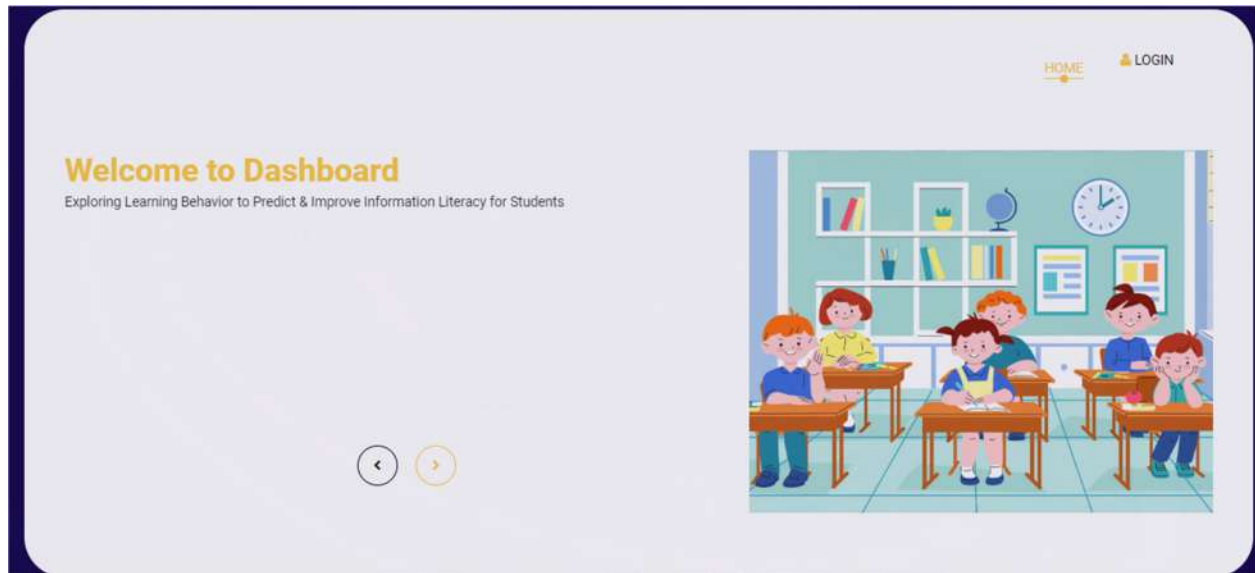 HOME
LOGIN
Welcome to Dashboard
Exploring Learning Behavior to Predict & Improve Information Literacy for Students